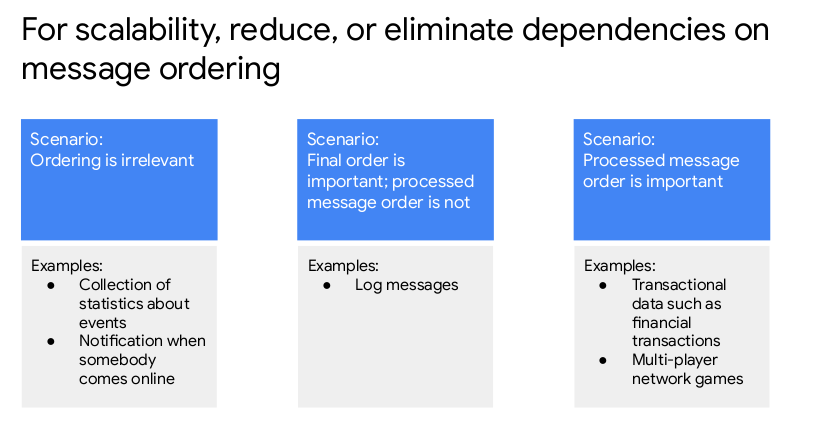 For scalability, reduce, or eliminate dependencies on
message ordering
Scenario:
Ordering is irrelevant
Examples:
● Collection of
statistics about
events
● Notification when
somebody
comes online
Scenario:
Final order is
important; processed
message order is not
Examples:
● Log messages
Scenario:
Processed message
order is important
Examples:
● Transactional
data such as
financial
transactions
● Multi-player
network games